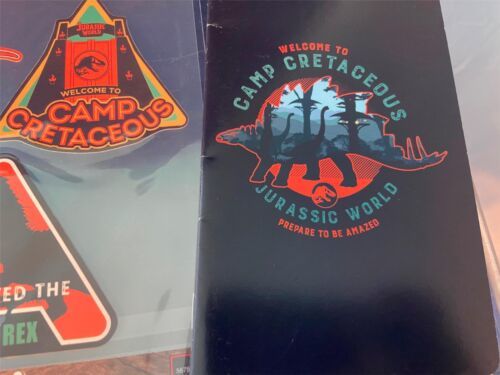 JURASSIC
WORLD
WELCOME TO
CAMP
CRETACEOUS
ED THE
REX
WELCOME TO
CAMP CRETACEOUS
JURASSIC WORLD
PREPARE TO BE AMAZED